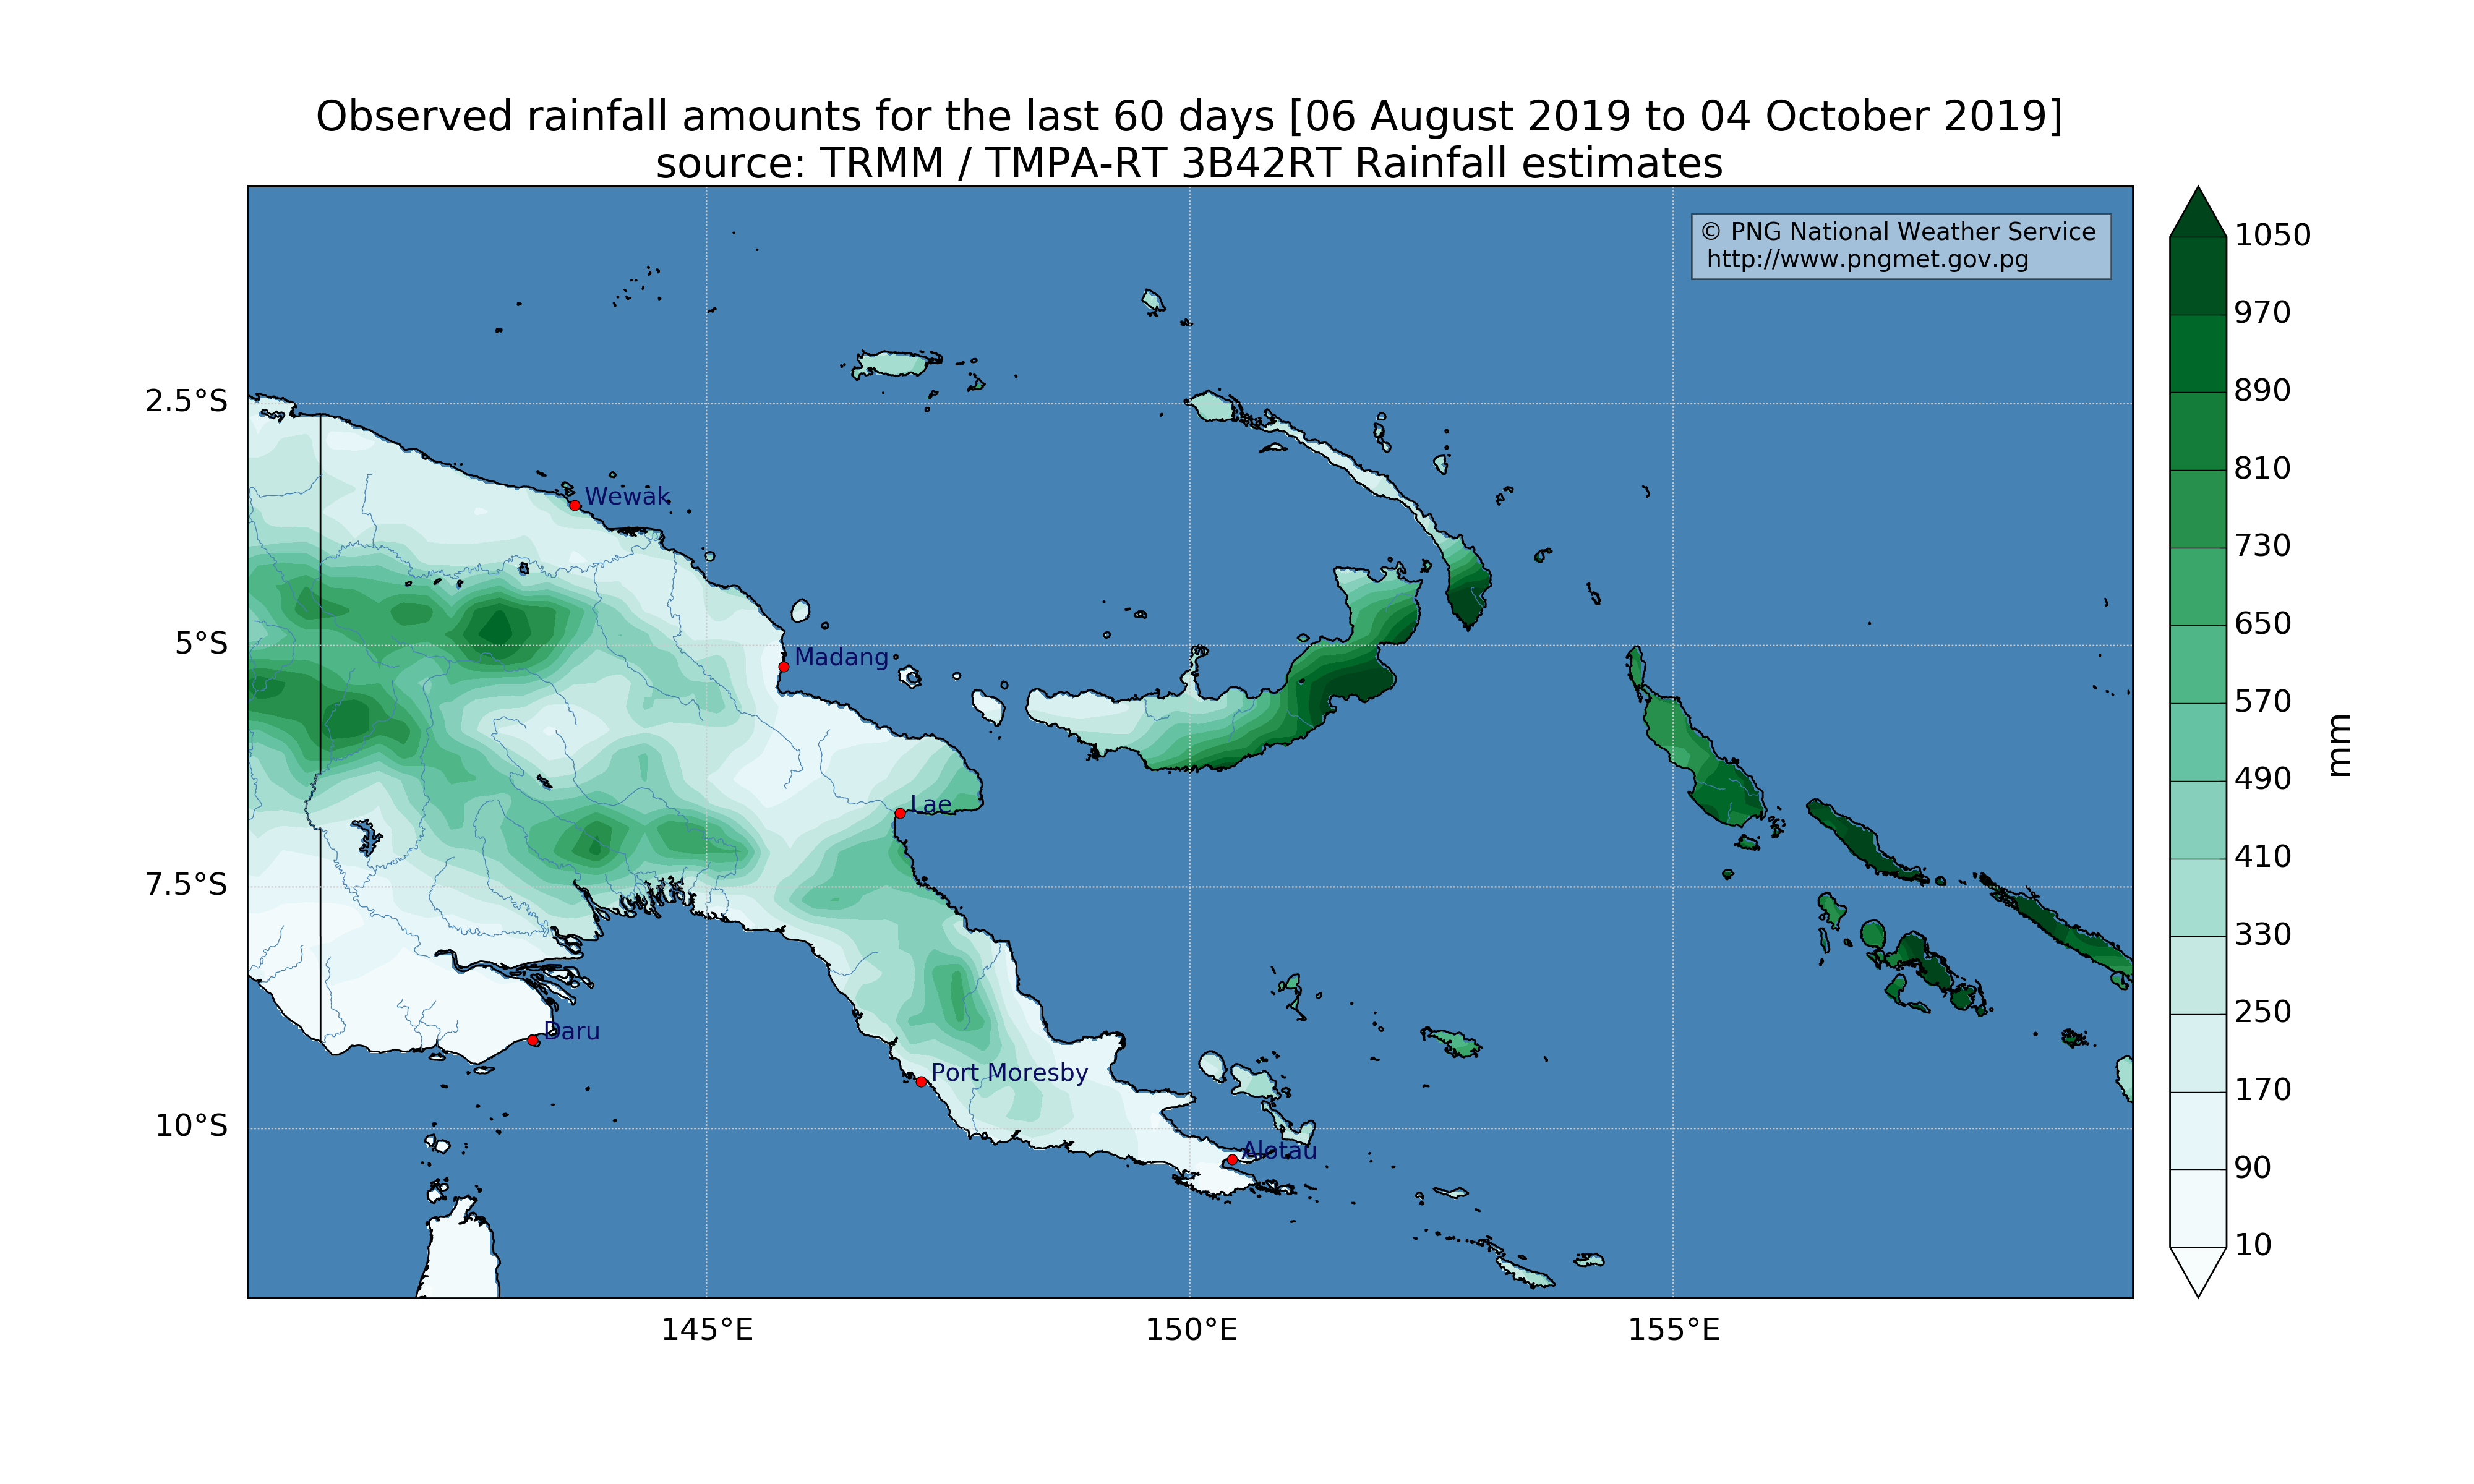 Observed rainfall amounts for the last 60 days [06 August 2019 to 04 October 2019]
source: TRMM / TMPA-RT 3B42RT Rainfall estimates
© PNG National Weather Service
http://www.pngmet.gov.pg
1050
970
890
810
730
650
570
490
410
330
250
170
90
10
mm
2.5°S
5°S
7.5°S
10°S
Wewak
Madang
Lae
Daru
Port Moresby
Alotau
145°E
150°E
155°E